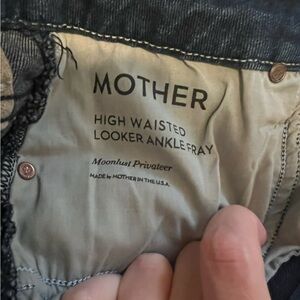 MOTHER
HIGH WAISTED
LOOKER ANKLE FRAY
Moonlust Privateer
MADE by MOTHER IN THE U.S.A.